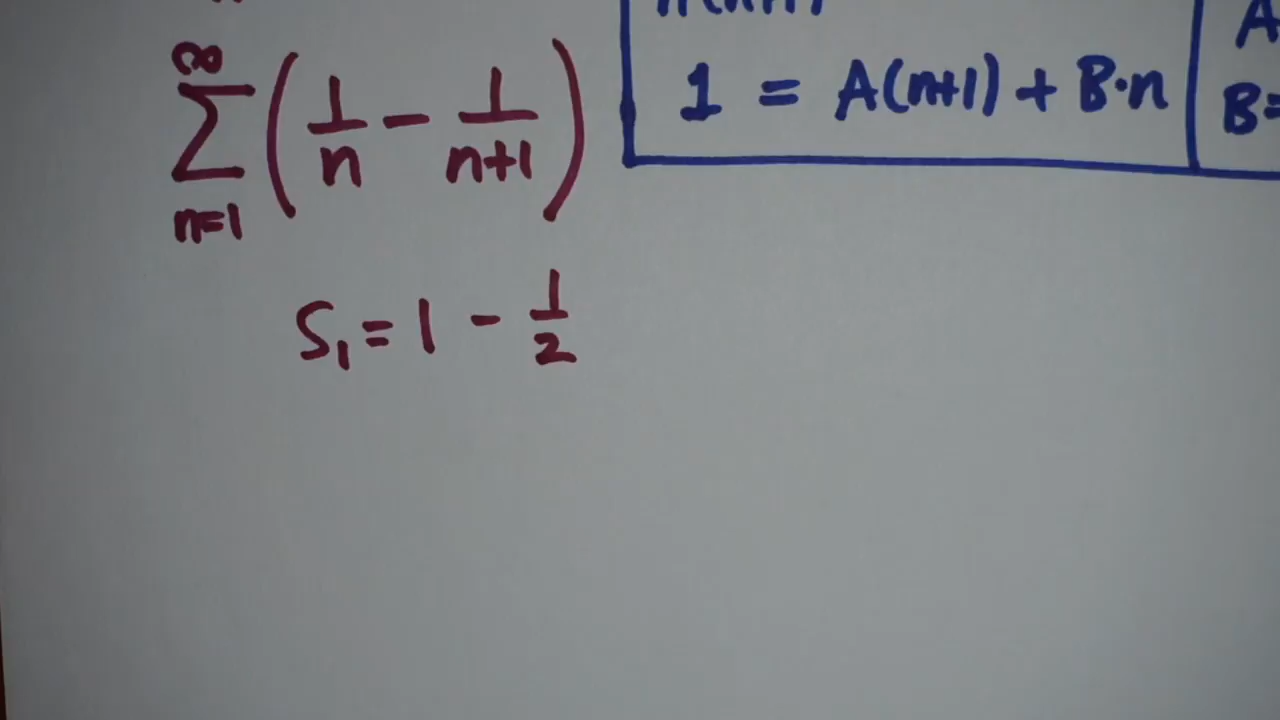 ∞
∑ (1/n - 1/(n+1))
n=1
1 = A(n+1) + B·n
A
B=
S₁ = 1 - 1/2